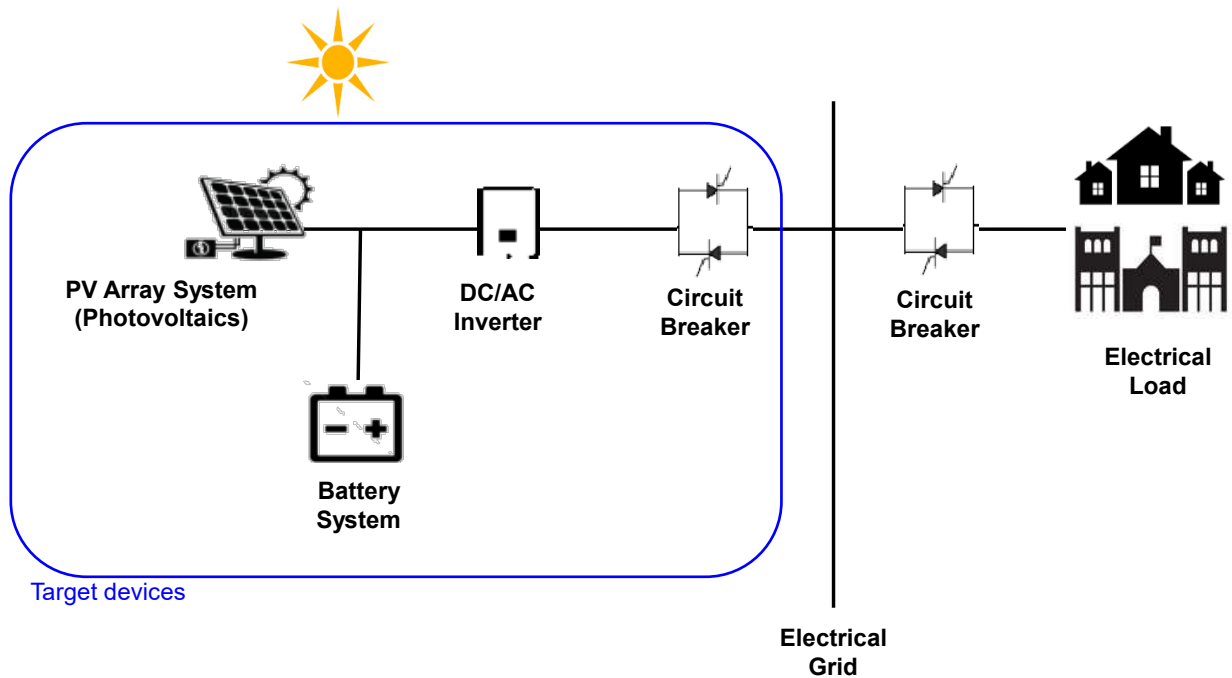 PV Array System
(Photovoltaics)
DC/AC
Inverter
Circuit
Breaker
Circuit
Breaker
Electrical
Load
Battery
System
Target devices
Electrical
Grid